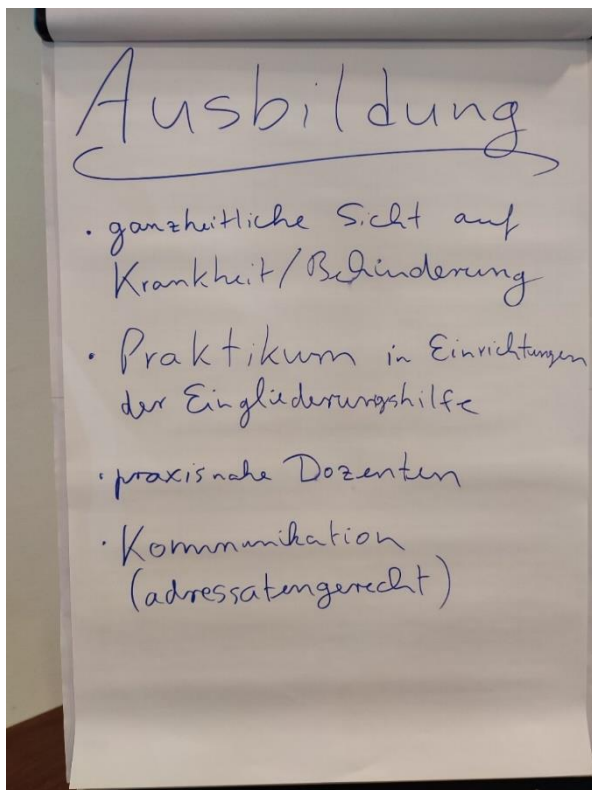 Ausbildung
· ganzheitliche Sicht auf
Krankheit/Behinderung
· Praktikum in Einrichtungen
der Eingliederungshilfe
· praxisnahe Dozenten
· Kommunikation
(adressatengerecht)